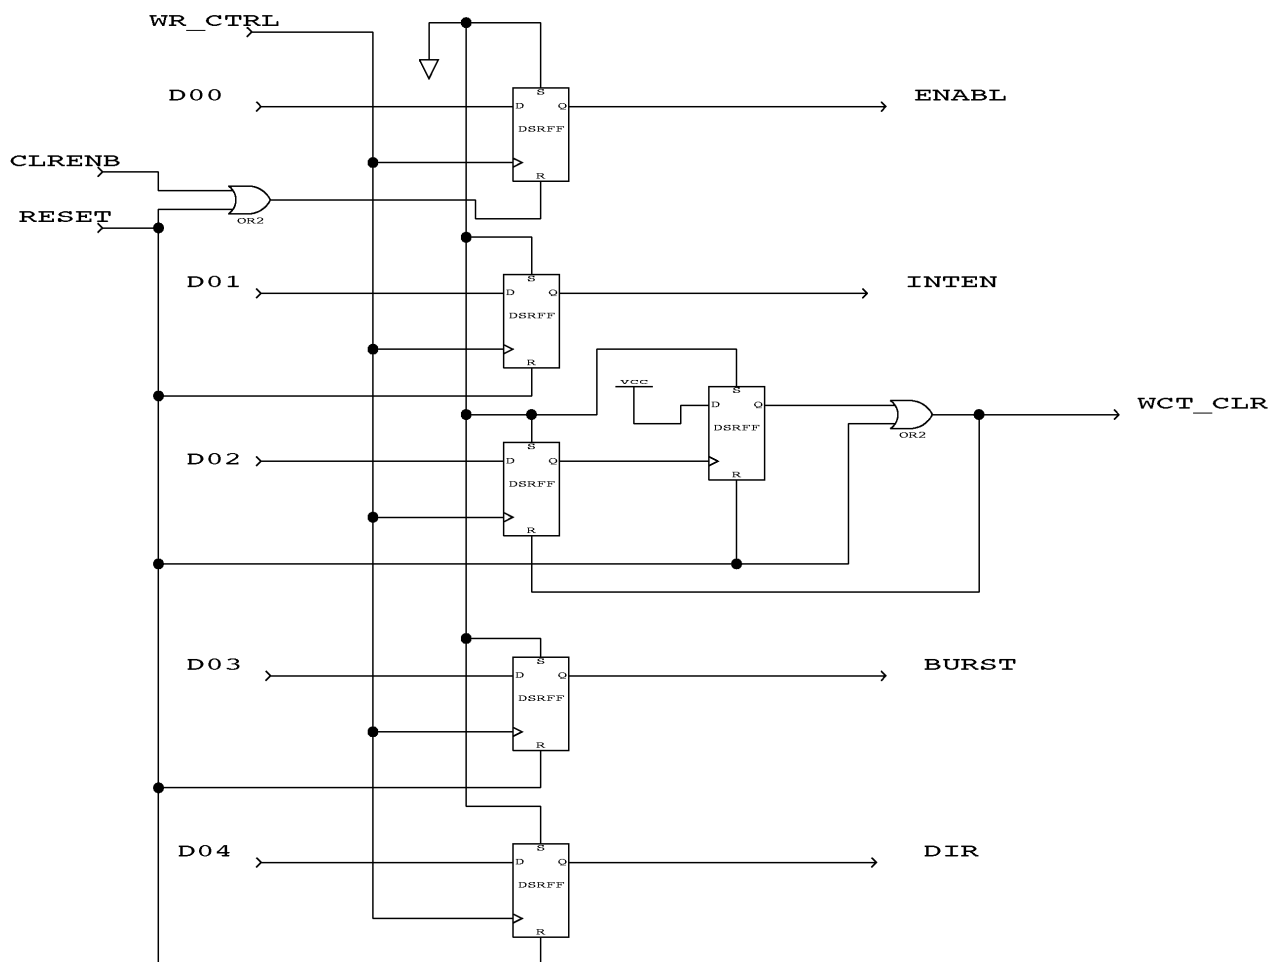 WR_CTRL
D00
S
D
Q
DSRFF
R
ENABL
CLRENB
OR2
RESET
D01
S
D
Q
DSRFF
R
INTEN
vcc
S
D
Q
DSRFF
R
OR2
WCT_CLR
D02
S
D
Q
DSRFF
R
D03
S
D
Q
DSRFF
R
BURST
D04
S
D
Q
DSRFF
R
DIR